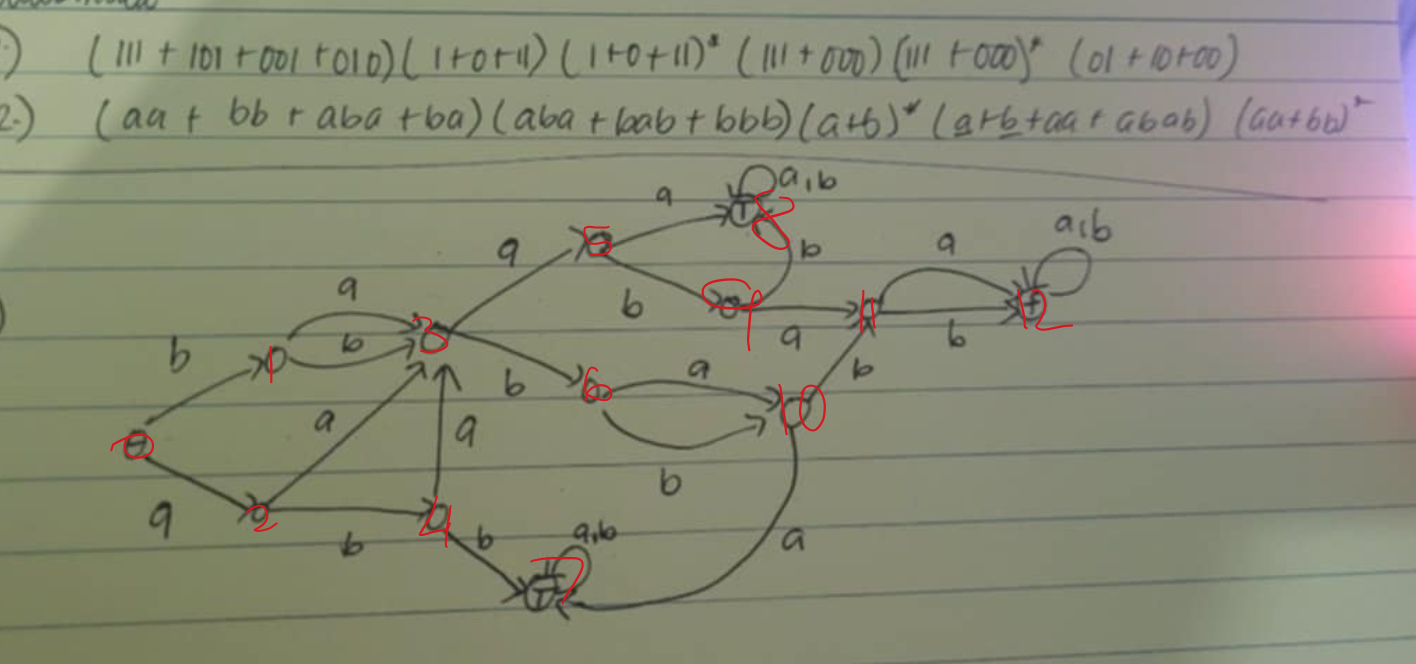 1.) (111 + 101 + 001 + 010) (1+0+11) (1+0+11)* (111 + 000) (111 + 000)* (01 + 10+00)
2.) (aa + bb + aba + ba) (aba + bab + bbb) (a+b)* (a+b+aa + abab) (aa+bb)*
a T 8 a,b
a 5 b a a,b
a b 9 a 11 b 12
b 1 b 3 b 6 a 10 b
- a a b a
a 2 b 4 b a,b
T 7